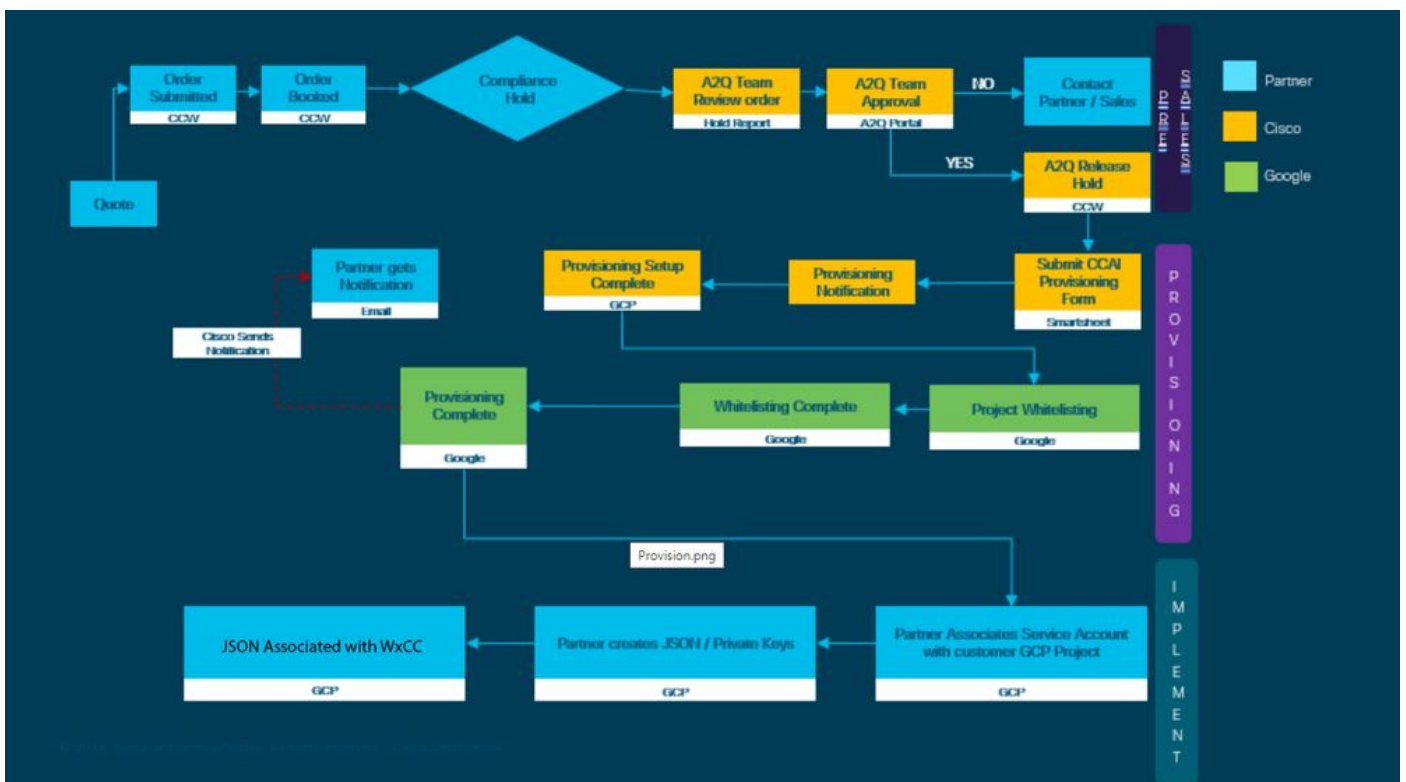 Order
Submitted
CCW
Order
Booked
CCW
Compliance
Hold
A2Q Team
Review order
Hold Report
A2Q Team
Approval
A2Q Portal
NO
Contact
Partner / Sales
PRE
SALES
Partner
Cisco
Google
Quote
YES
A2Q Release
Hold
CCW
Partner gets
Notification
Email
Provisioning Setup
Complete
GCP
Provisioning
Notification
Submit CCAI
Provisioning
Form
Smartsheet
PROVISIONING
Cisco Sends
Notification
Provisioning
Complete
Google
Whitelisting Complete
Google
Project Whitelisting
Google
Provision.png
IMPLEMENT
JSON Associated with WxCC
GCP
Partner creates JSON / Private Keys
GCP
Partner Associates Service Account
with customer GCP Project
GCP